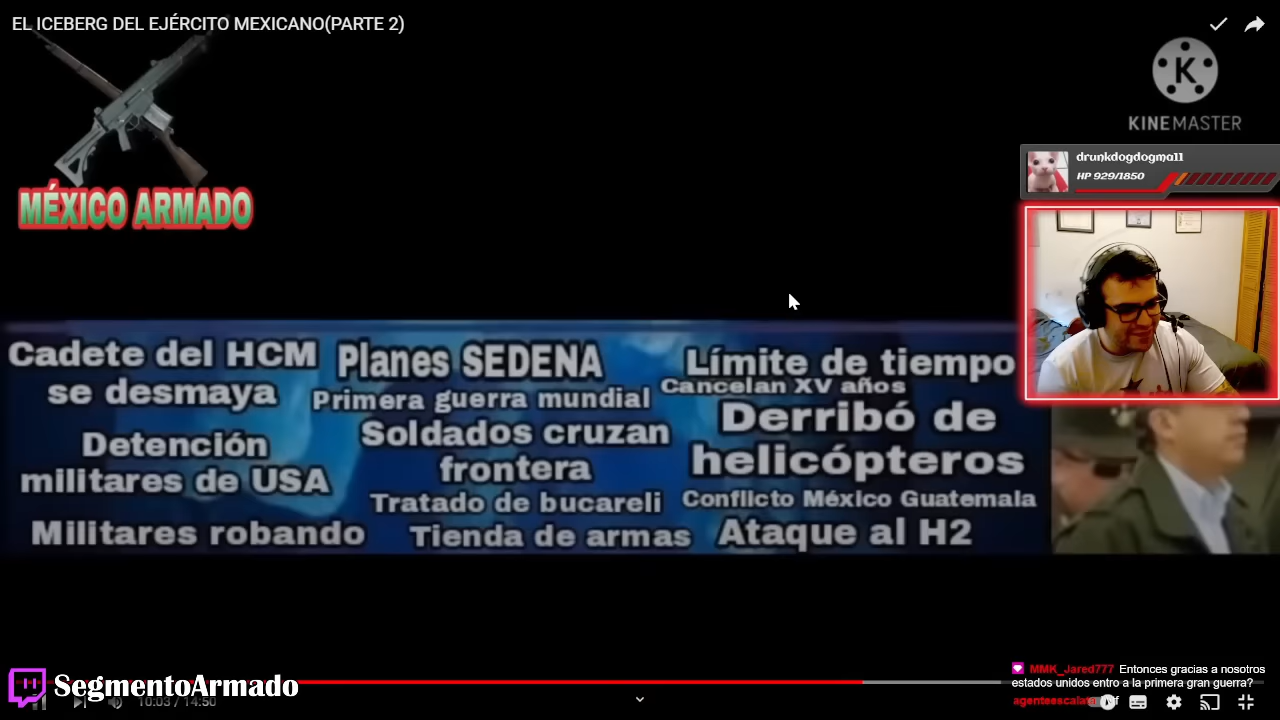 EL ICEBERG DEL EJÉRCITO MEXICANO(PARTE 2)
K
KINEMASTER
MÉXICO ARMADO
drunkdogdogma11
HP 929/1850
Cadete del HCM
se desmaya
Detención
militares de USA
Militares robando
Planes SEDENA
Primera guerra mundial
Soldados cruzan
frontera
Tratado de bucareli
Tienda de armas
Límite de tiempo
Cancelan XV años
Derribó de
helicópteros
Conflicto México Guatemala
Ataque al H2
SegmentoArmado
10:03 / 14:50
MMK_Jared777 Entonces gracias a nosotros
estados unidos entro a la primera gran guerra?